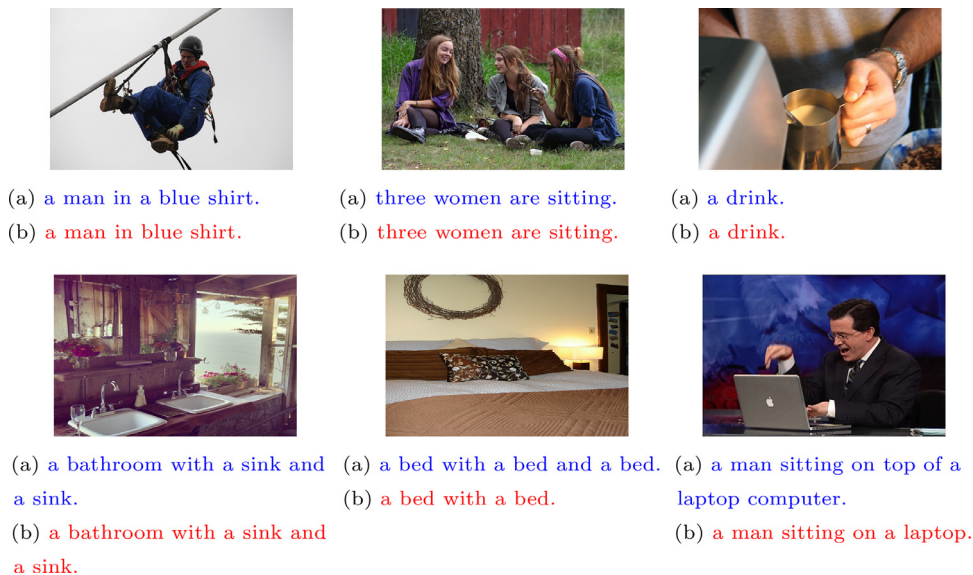 (a) a man in a blue shirt.
(b) a man in blue shirt.
(a) three women are sitting.
(b) three women are sitting.
(a) a drink.
(b) a drink.
(a) a bathroom with a sink and
a sink.
(b) a bathroom with a sink and
a sink.
(a) a bed with a bed and a bed.
(b) a bed with a bed.
(a) a man sitting on top of a
laptop computer.
(b) a man sitting on a laptop.